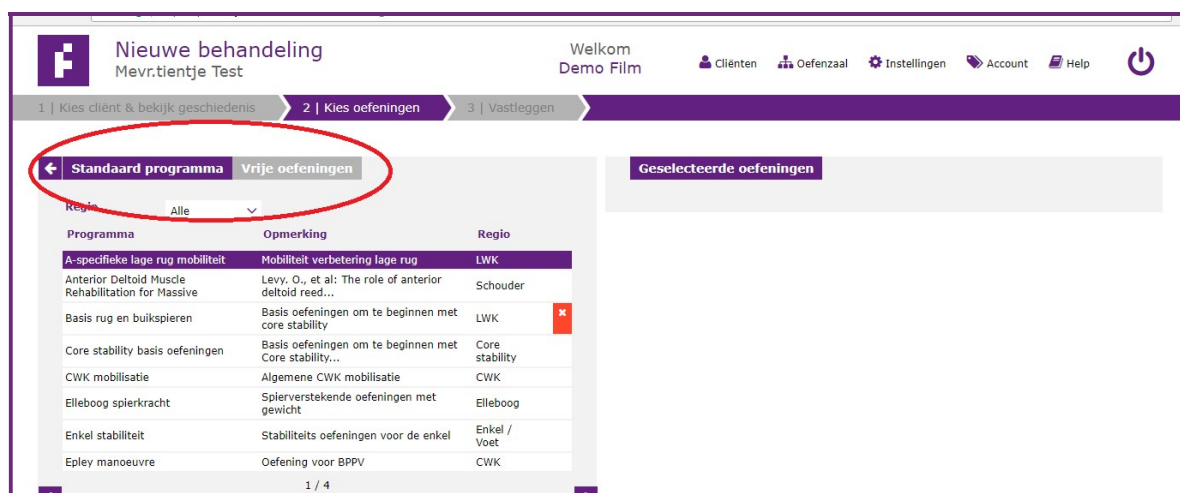 Nieuwe behandeling
Mevr.tientje Test
Welkom
Demo Film
Cliënten
Oefenzaal
Instellingen
Account
Help
1 | Kies cliënt & bekijk geschiedenis
2 | Kies oefeningen
3 | Vastleggen
Standaard programma
Vrije oefeningen
Geselecteerde oefeningen
Regio
Alle
Programma Opmerking Regio
A-specifieke lage rug mobiliteit Mobiliteit verbetering lage rug LWK
Anterior Deltoid Muscle
Rehabilitation for Massive
Levy, O., et al: The role of anterior
deltoid reed...
Schouder
Basis rug en buikspieren
Basis oefeningen om te beginnen met
core stability
LWK
Core stability basis oefeningen
Basis oefeningen om te beginnen met
Core stability...
Core
stability
CWK mobilisatie Algemene CWK mobilisatie CWK
Elleboog spierkracht
Spierverstekende oefeningen met
gewicht
Elleboog
Enkel stabiliteit
Stabiliteits oefeningen voor de enkel
Enkel /
Voet
Epley manoeuvre Oefening voor BPPV CWK
1 / 4